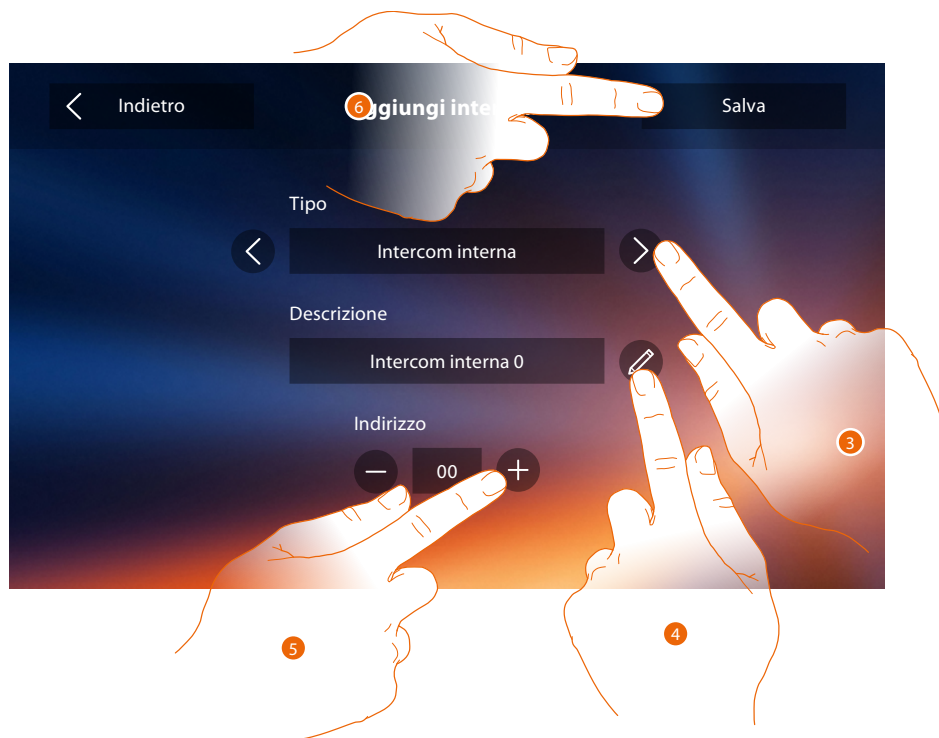 Indietro
6
ggiungi inte
Salva
Tipo
Intercom interna
Descrizione
Intercom interna 0
3
Indirizzo
00
5
4